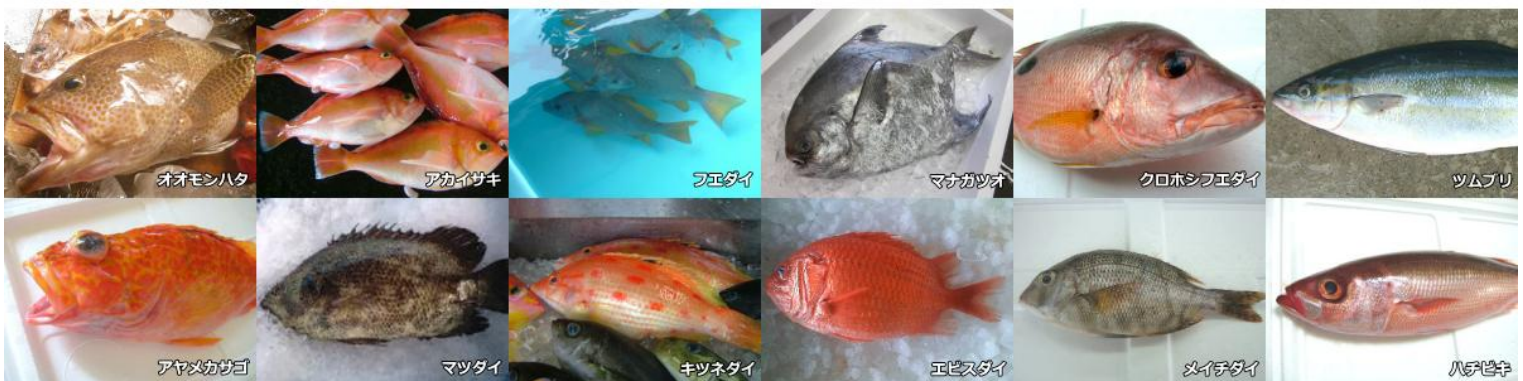 オオモンハタ
アカイサキ
フエダイ
マナガツオ
クロホシフエダイ
ツムブリ
アヤメカサゴ
マツダイ
キツネダイ
エビスダイ
メイチダイ
ハチビキ